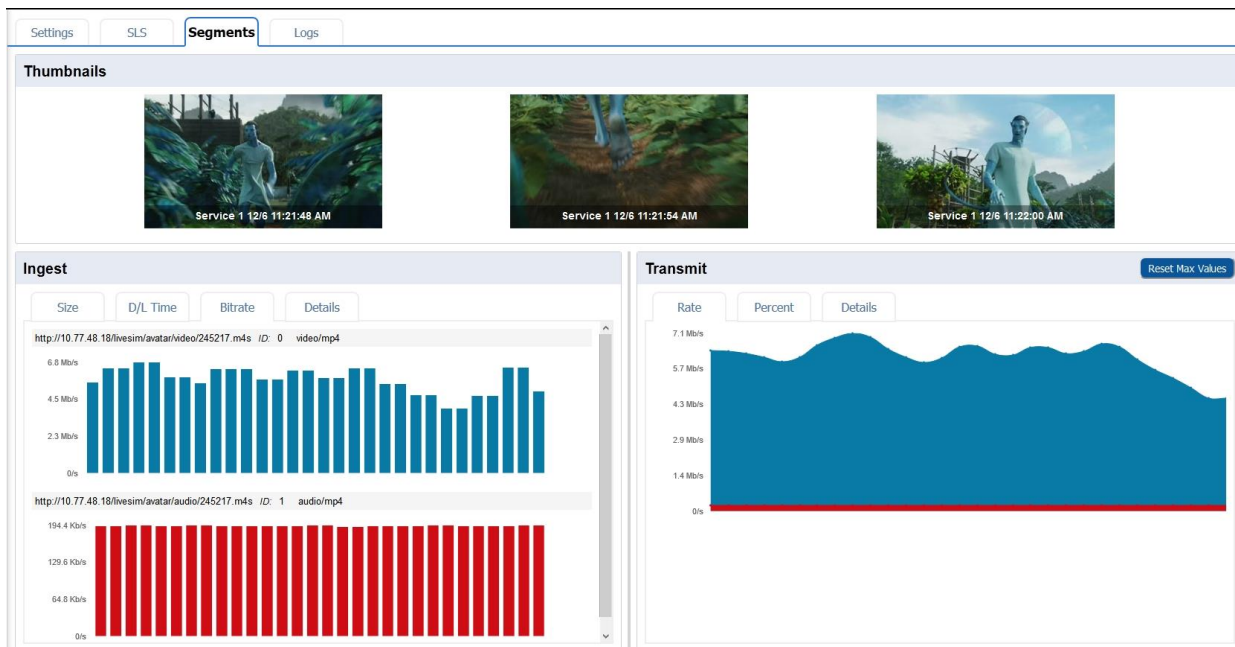 Settings SLS Segments Logs
Thumbnails
Service 1 12/6 11:21:48 AM
Service 1 12/6 11:21:54 AM
Service 1 12/6 11:22:00 AM
Ingest
Size D/L Time Bitrate Details
http://10.77.48.18/livesim/avatar/video/245217.m4s ID: 0 video/mp4
6.8 Mb/s
4.5 Mb/s
2.3 Mb/s
0/s
http://10.77.48.18/livesim/avatar/audio/245217.m4s ID: 1 audio/mp4
194.4 Kb/s
129.6 Kb/s
64.8 Kb/s
0/s
Transmit
Reset Max Values
Rate Percent Details
7.1 Mb/s
5.7 Mb/s
4.3 Mb/s
2.9 Mb/s
1.4 Mb/s
0/s